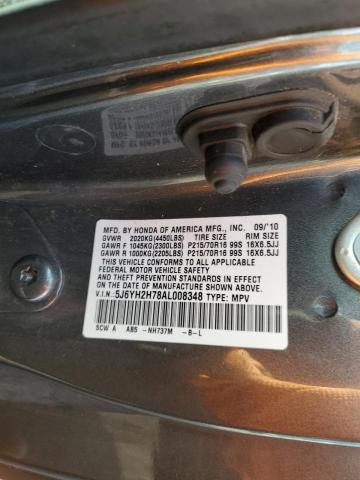 MFD. BY HONDA OF AMERICA MFG., INC. 09/'10
GVWR 2020KG(4450LBS) TIRE SIZE RIM SIZE
GAWR F 1045KG(2300LBS) P215/70R16 99S 16X6.5JJ
GAWR R 1000KG(2205LBS) P215/70R16 99S 16X6.5JJ
THIS VEHICLE CONFORMS TO ALL APPLICABLE
FEDERAL MOTOR VEHICLE SAFETY
AND THEFT PREVENTION STANDARDS
IN EFFECT ON THE DATE OF
MANUFACTURE SHOWN ABOVE.
V.I.N: 5J6YH2H78AL008348 TYPE: MPV
SCW A AB5 -NH737M -B-L